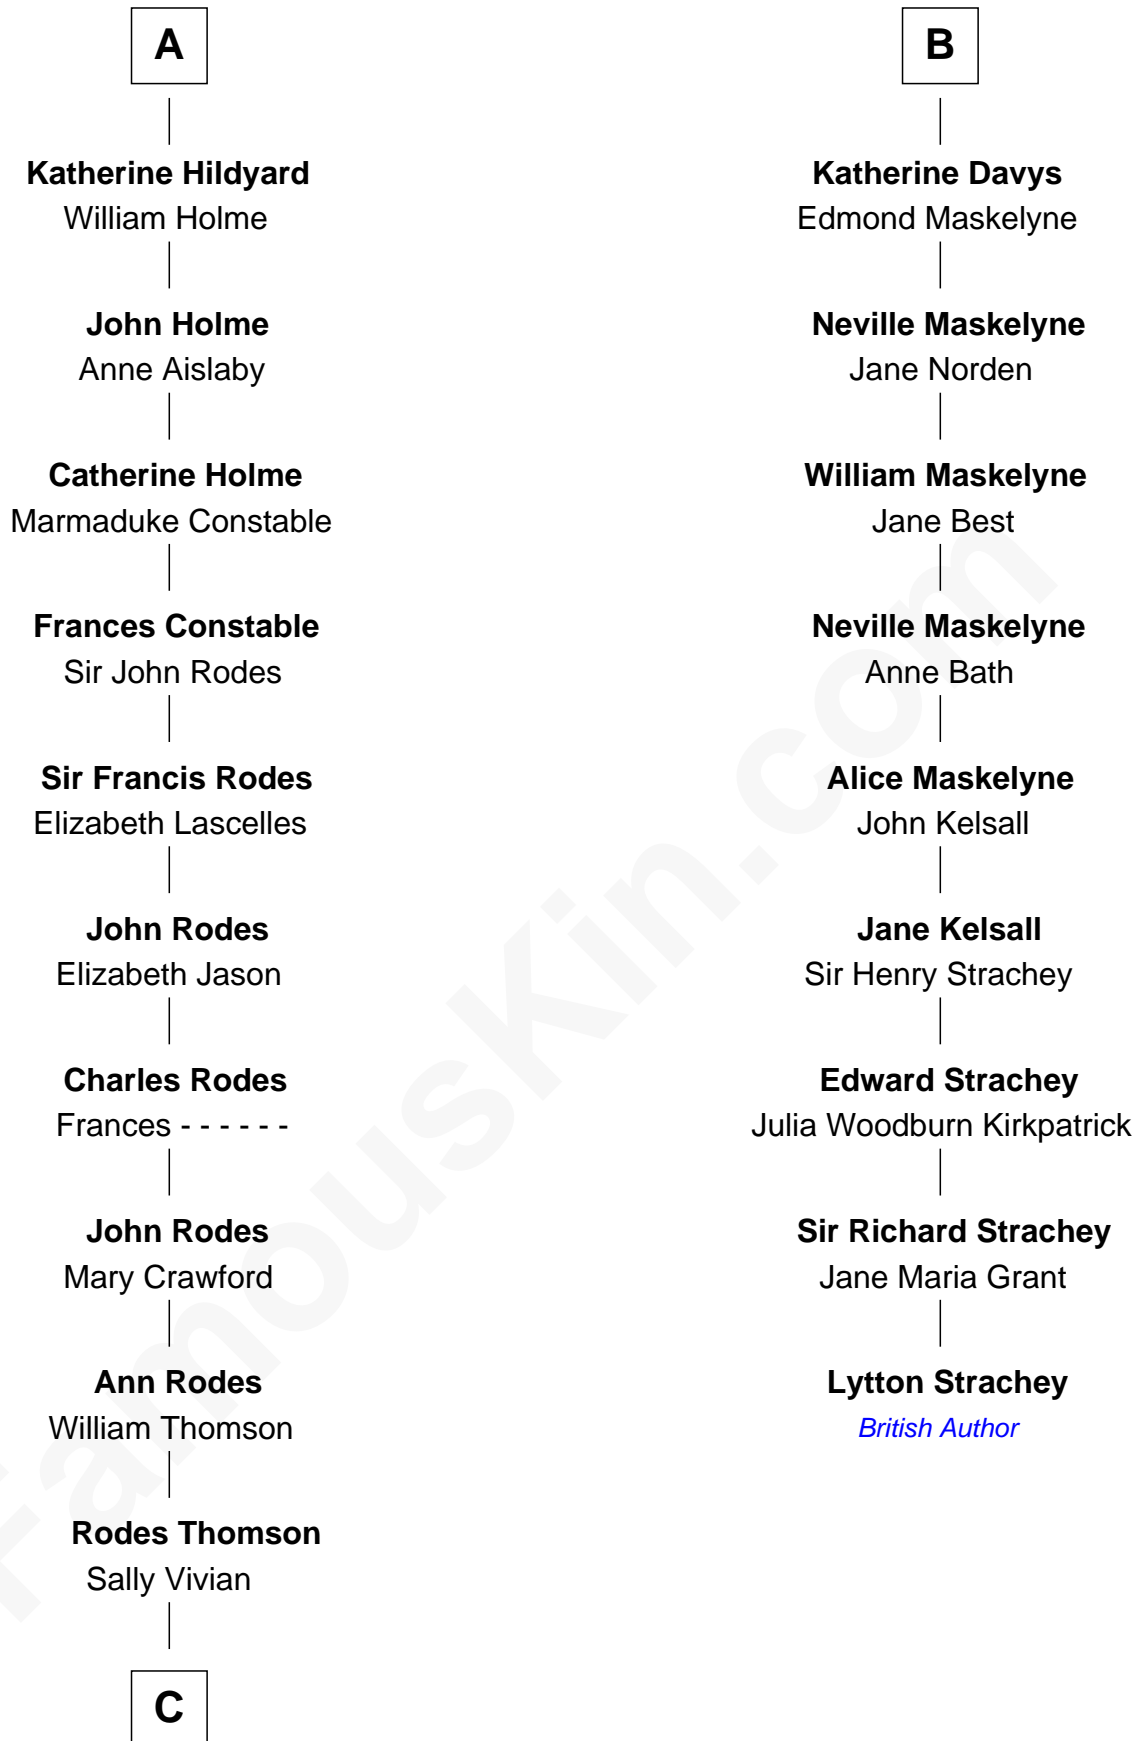 A
Katherine Hildyard
William Holme
John Holme
Anne Aislaby
Catherine Holme
Marmaduke Constable
Frances Constable
Sir John Rodes
Sir Francis Rodes
Elizabeth Lascelles
John Rodes
Elizabeth Jason
Charles Rodes
Frances - - - - - -
John Rodes
Mary Crawford
Ann Rodes
William Thomson
Rodes Thomson
Sally Vivian
C
B
Katherine Davys
Edmond Maskelyne
Neville Maskelyne
Jane Norden
William Maskelyne
Jane Best
Neville Maskelyne
Anne Bath
Alice Maskelyne
John Kelsall
Jane Kelsall
Sir Henry Strachey
Edward Strachey
Julia Woodburn Kirkpatrick
Sir Richard Strachey
Jane Maria Grant
Lytton Strachey
British Author
FamousKin.com